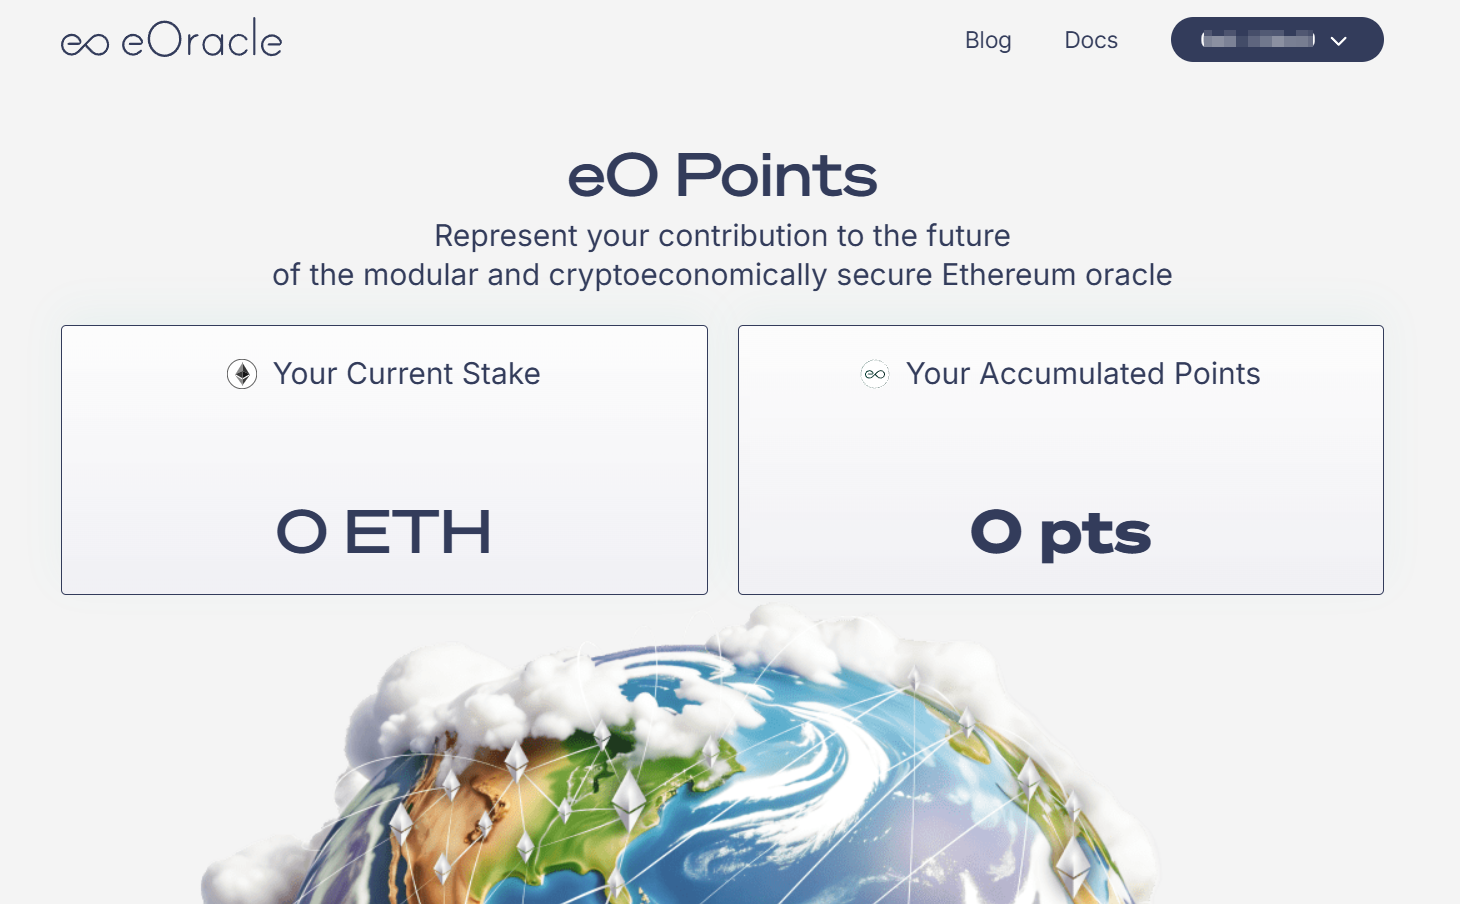 eOracle
Blog
Docs
eO Points
Represent your contribution to the future
of the modular and cryptoeconomically secure Ethereum oracle
Your Current Stake
Your Accumulated Points
0 ETH
0 pts